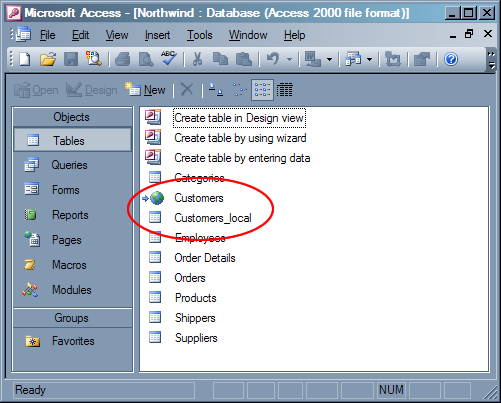 Microsoft Access - [Northwind : Database (Access 2000 file format)]
File Edit View Insert Tools Window Help
Open Design New
Objects
Tables
Queries
Forms
Reports
Pages
Macros
Modules
Groups
Favorites
Create table in Design view
Create table by using wizard
Create table by entering data
Categories
Customers
Customers_local
Employees
Order Details
Orders
Products
Shippers
Suppliers
Ready NUM